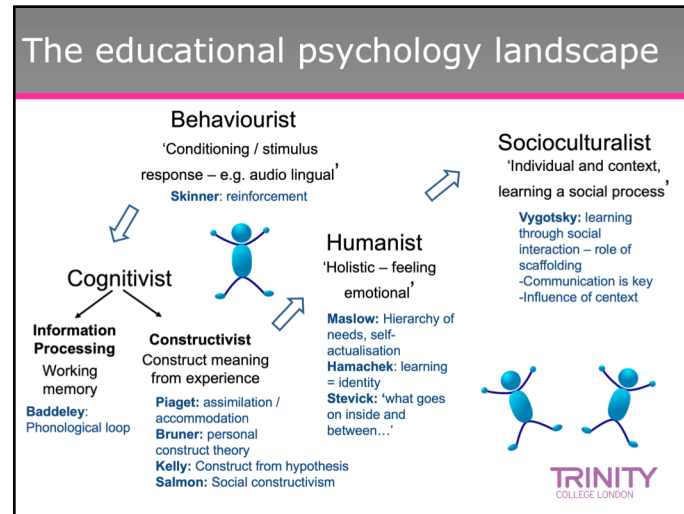 The educational psychology landscape
Behaviourist
‘Conditioning / stimulus
response – e.g. audio lingual’
Skinner: reinforcement
Cognitivist
Information
Processing
Working
memory
Baddeley:
Phonological loop
Constructivist
Construct meaning
from experience
Piaget: assimilation /
accommodation
Bruner: personal
construct theory
Kelly: Construct from hypothesis
Salmon: Social constructivism
Humanist
‘Holistic – feeling
emotional’
Maslow: Hierarchy of
needs, self-
actualisation
Hamachek: learning
= identity
Stevick: ‘what goes
on inside and
between…’
Socioculturalist
‘Individual and context,
learning a social process’
Vygotsky: learning
through social
interaction – role of
scaffolding
-Communication is key
-Influence of centext
TRINITY
COLLEGE LONDON